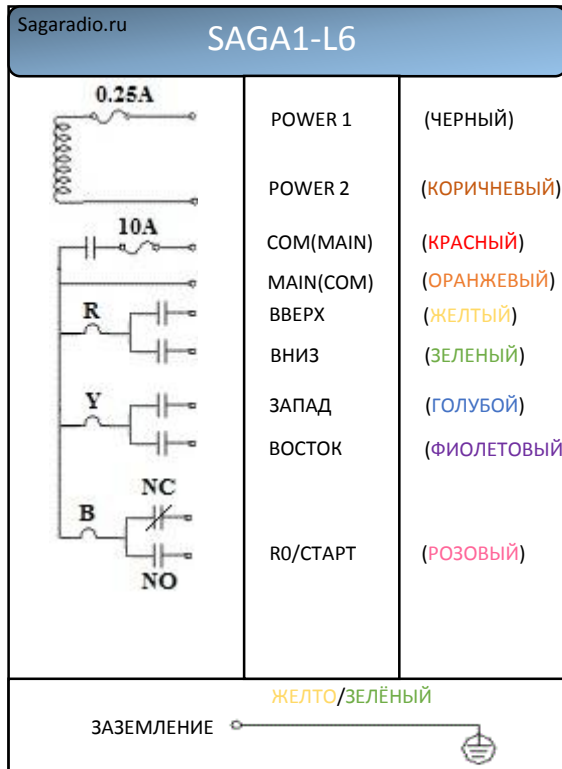 Sagaradio.ru
SAGA1-L6
0.25A
POWER 1 (ЧЕРНЫЙ)
POWER 2 (КОРИЧНЕВЫЙ)
10A
COM(MAIN) (КРАСНЫЙ)
MAIN(COM) (ОРАНЖЕВЫЙ)
R
ВВЕРХ (ЖЕЛТЫЙ)
ВНИЗ (ЗЕЛЕНЫЙ)
Y
ЗАПАД (ГОЛУБОЙ)
ВОСТОК (ФИОЛЕТОВЫЙ
NC
B
R0/СТАРТ (РОЗОВЫЙ)
NO
ЖЕЛТО/ЗЕЛЁНЫЙ
ЗАЗЕМЛЕНИЕ